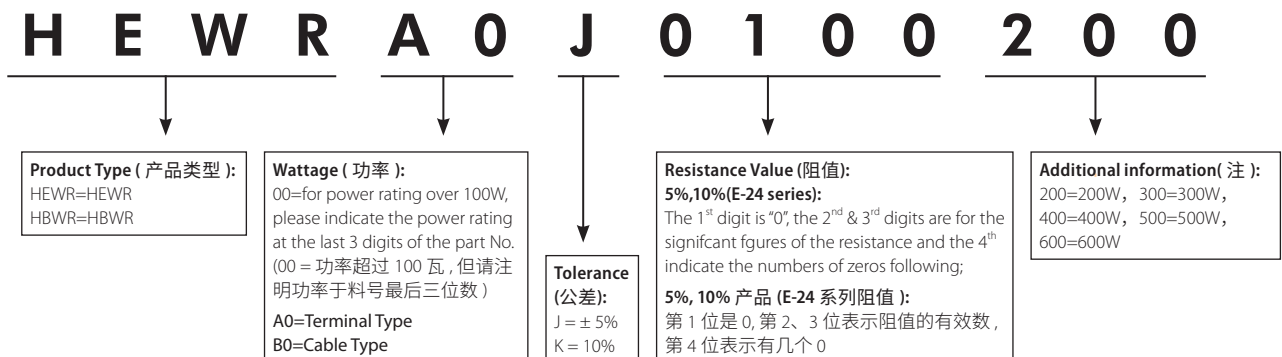 H E W R A 0 J 0 1 0 0 2 0 0
Product Type ( 产品类型 ):
HEWR=HEWR
HBWR=HBWR
Wattage ( 功率 ):
00=for power rating over 100W,
please indicate the power rating
at the last 3 digits of the part No.
(00 = 功率超过 100 瓦 , 但请注
明功率于料号最后三位数 )
A0=Terminal Type
B0=Cable Type
Tolerance
(公差):
J = ± 5%
K = 10%
Resistance Value (阻值):
5%,10%(E-24 series):
The 1st digit is "0", the 2nd & 3rd digits are for the
signifcant fgures of the resistance and the 4th
indicate the numbers of zeros following;
5%, 10% 产品 (E-24 系列阻值 ):
第 1 位是 0, 第 2、3 位表示阻值的有效数 ,
第 4 位表示有几个 0
Additional information( 注 ):
200=200W，300=300W，
400=400W，500=500W，
600=600W